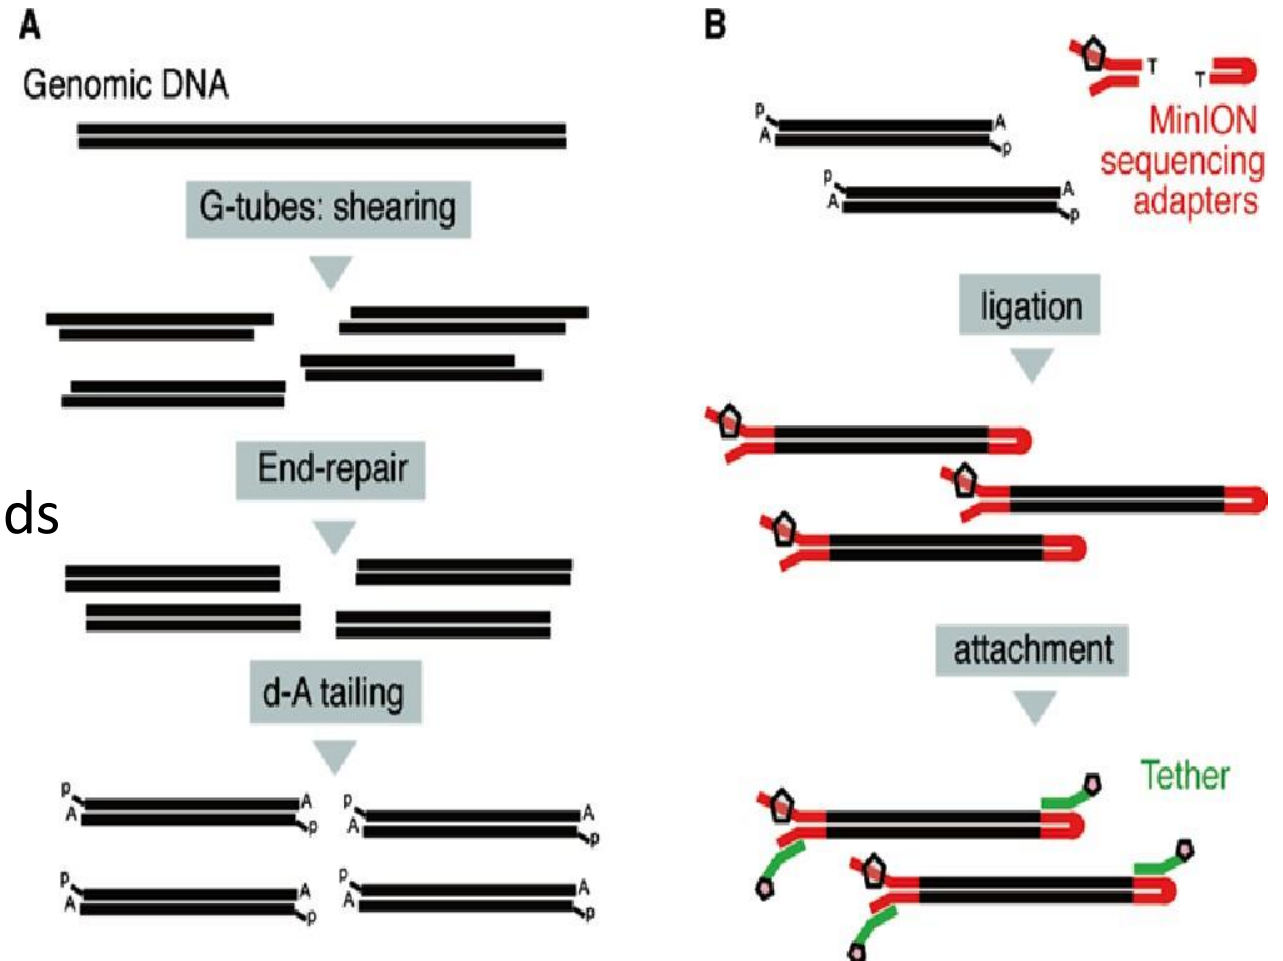 A
Genomic DNA
G-tubes: shearing
End-repair
ds
d-A tailing
p
A
A
p
p
A
A
p
p
A
A
p
p
A
A
p
B
T
T
MinION
sequencing
adapters
p
A
A
p
p
A
A
p
ligation
attachment
Tether